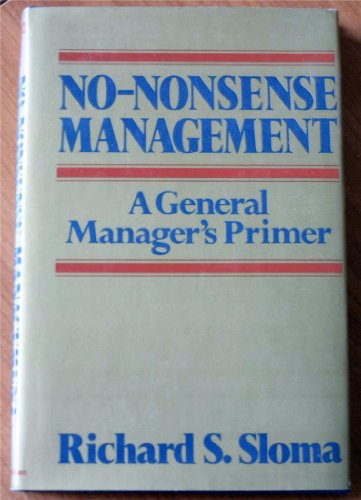 NO-NONSENSE
MANAGEMENT
A General
Manager's Primer
Richard S. Sloma